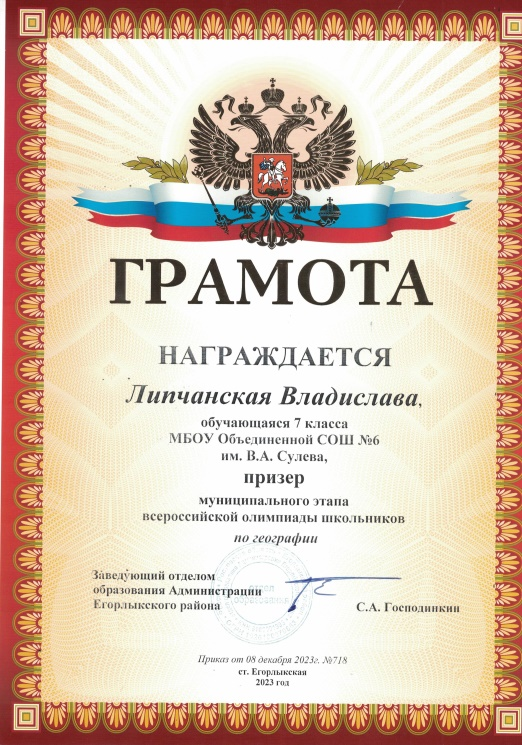 ГРАМОТА
НАГРАЖДАЕТСЯ
Липчанская Владислава,
обучающаяся 7 класса
МБОУ Объединенной СОШ №6
им. В.А. Сулева,
призер
муниципального этапа
всероссийской олимпиады школьников
по географии
Заведующий отделом
образования Администрации
Егорлыкского района
С.А. Господинкин
Приказ от 08 декабря 2023г. №718
ст. Егорлыкская
2023 год